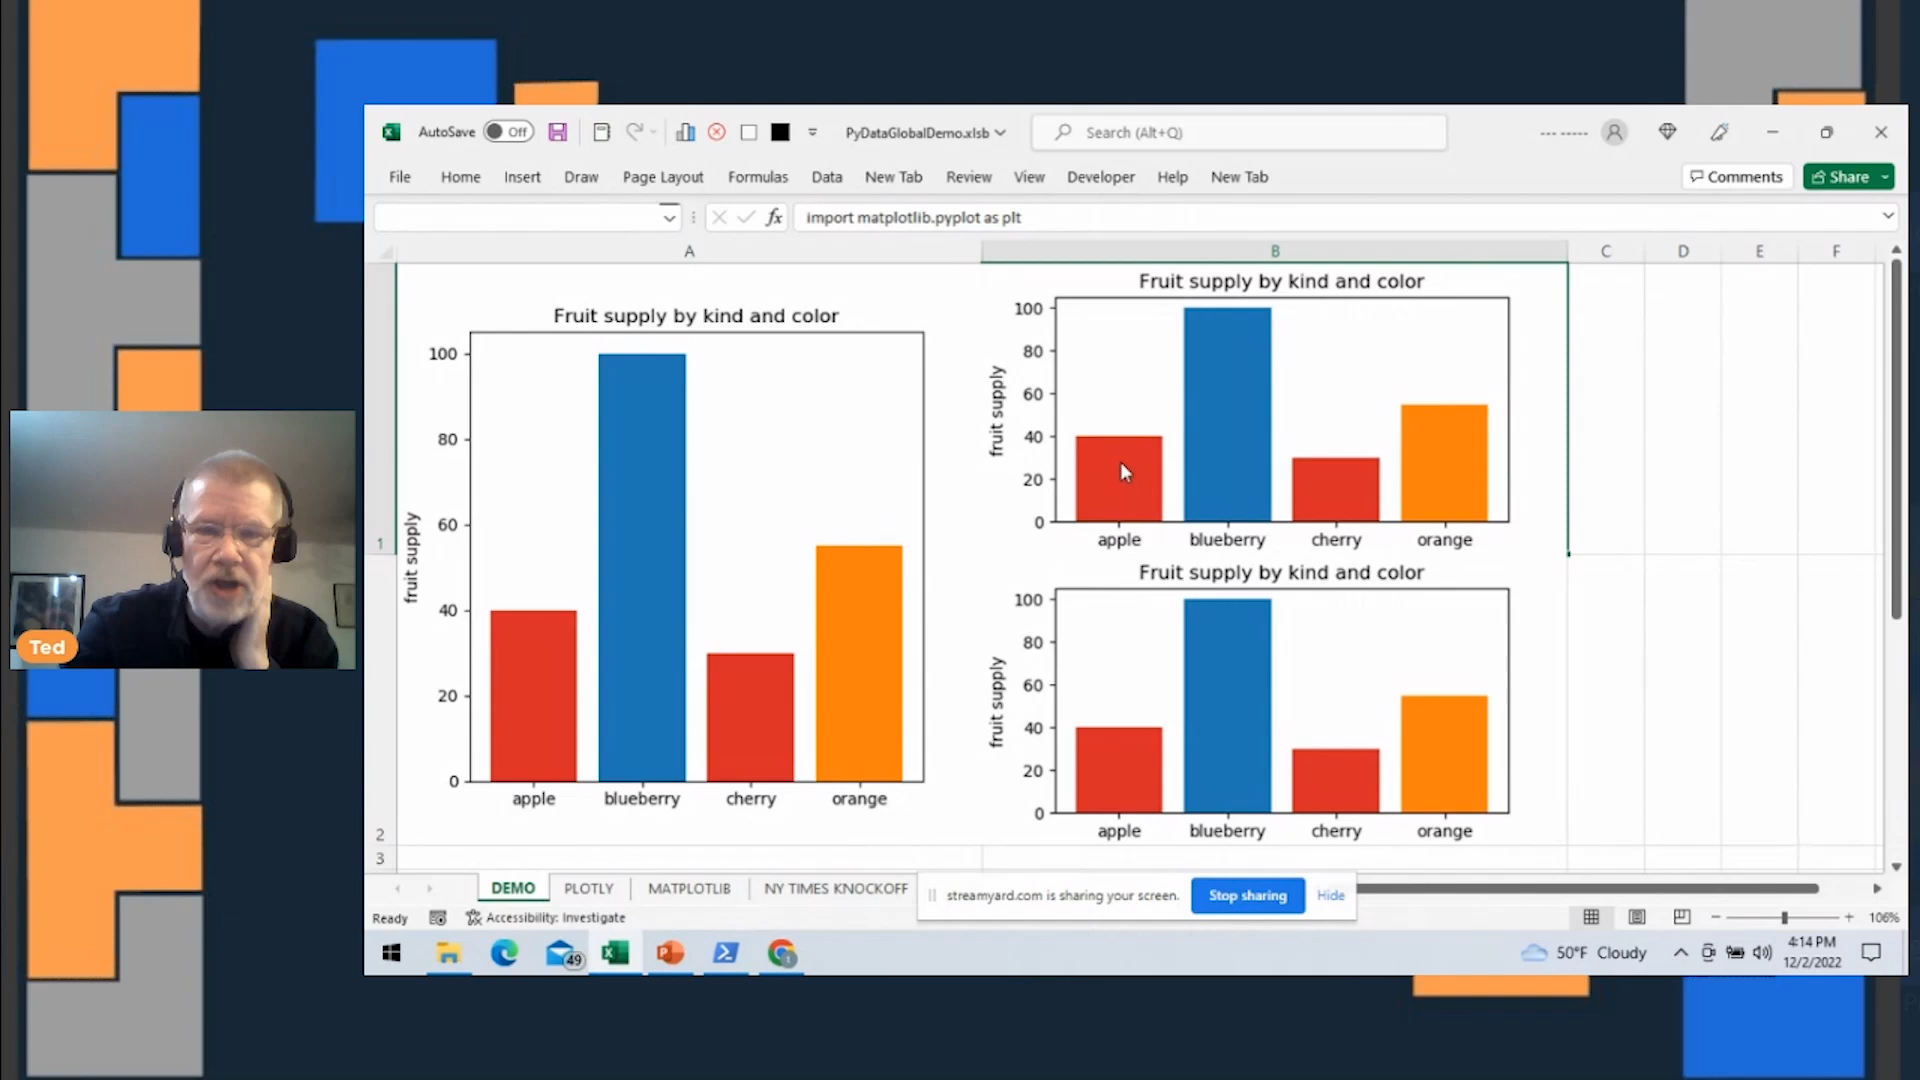 AutoSave Off PyDataGlobalDemo.xlsb Search (Alt+Q)
File Home Insert Draw Page Layout Formulas Data New Tab Review View Developer Help New Tab Comments Share
fx import matplotlib.pyplot as plt
A B C D E F
1
2
3
Fruit supply by kind and color
fruit supply
100
80
60
40
20
0
apple blueberry cherry orange
Fruit supply by kind and color
fruit supply
100
80
60
40
20
0
apple blueberry cherry orange
Fruit supply by kind and color
fruit supply
100
80
60
40
20
0
apple blueberry cherry orange
Ted
DEMO PLOTLY MATPLOTLIB NY TIMES KNOCKOFF
streamyard.com is sharing your screen. Stop sharing Hide
Ready Accessibility: Investigate 106%
49 50°F Cloudy 4:14 PM
12/2/2022